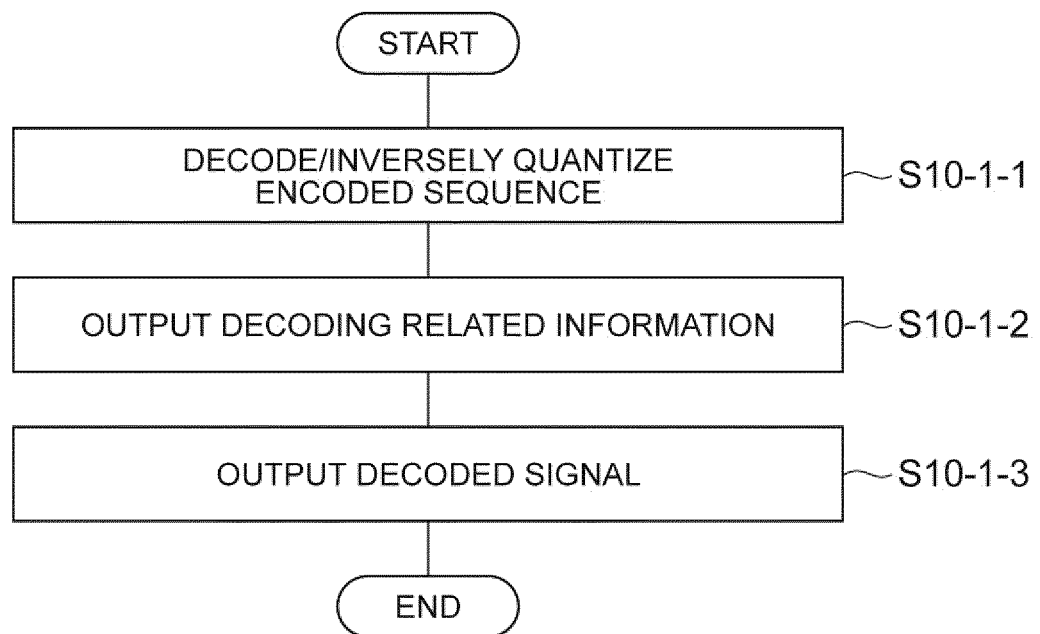 START
DECODE/INVERSELY QUANTIZE
ENCODED SEQUENCE
S10-1-1
OUTPUT DECODING RELATED INFORMATION
S10-1-2
OUTPUT DECODED SIGNAL
S10-1-3
END